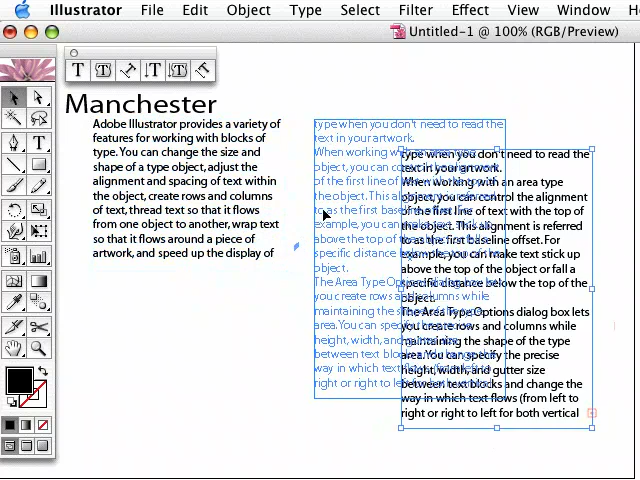 Illustrator File Edit Object Type Select Filter Effect View Window
Untitled-1 @ 100% (RGB/Preview)
Manchester
Adobe Illustrator provides a variety of
features for working with blocks of
type. You can change the size and
shape of a type object, adjust the
alignment and spacing of text within
the object, create rows and columns
of text, thread text so that it flows
from one object to another, wrap text
so that it flows around a piece of
artwork, and speed up the display of
type when you don't need to read the
text in your artwork.
When working with an area type
object, you can control the alignment
of the first line of text with the top of
the object. This alignment is referred
to as the first baseline offset. For
example, you can make text stick up
above the top of the object or fall a
specific distance below the top of the
object.
The Area Type Options dialog box lets
you create rows and columns while
maintaining the shape of the type
area. You can specify the precise
height, width, and gutter size
between text blocks and change the
way in which text flows (from left to
right or right to left for both vertical